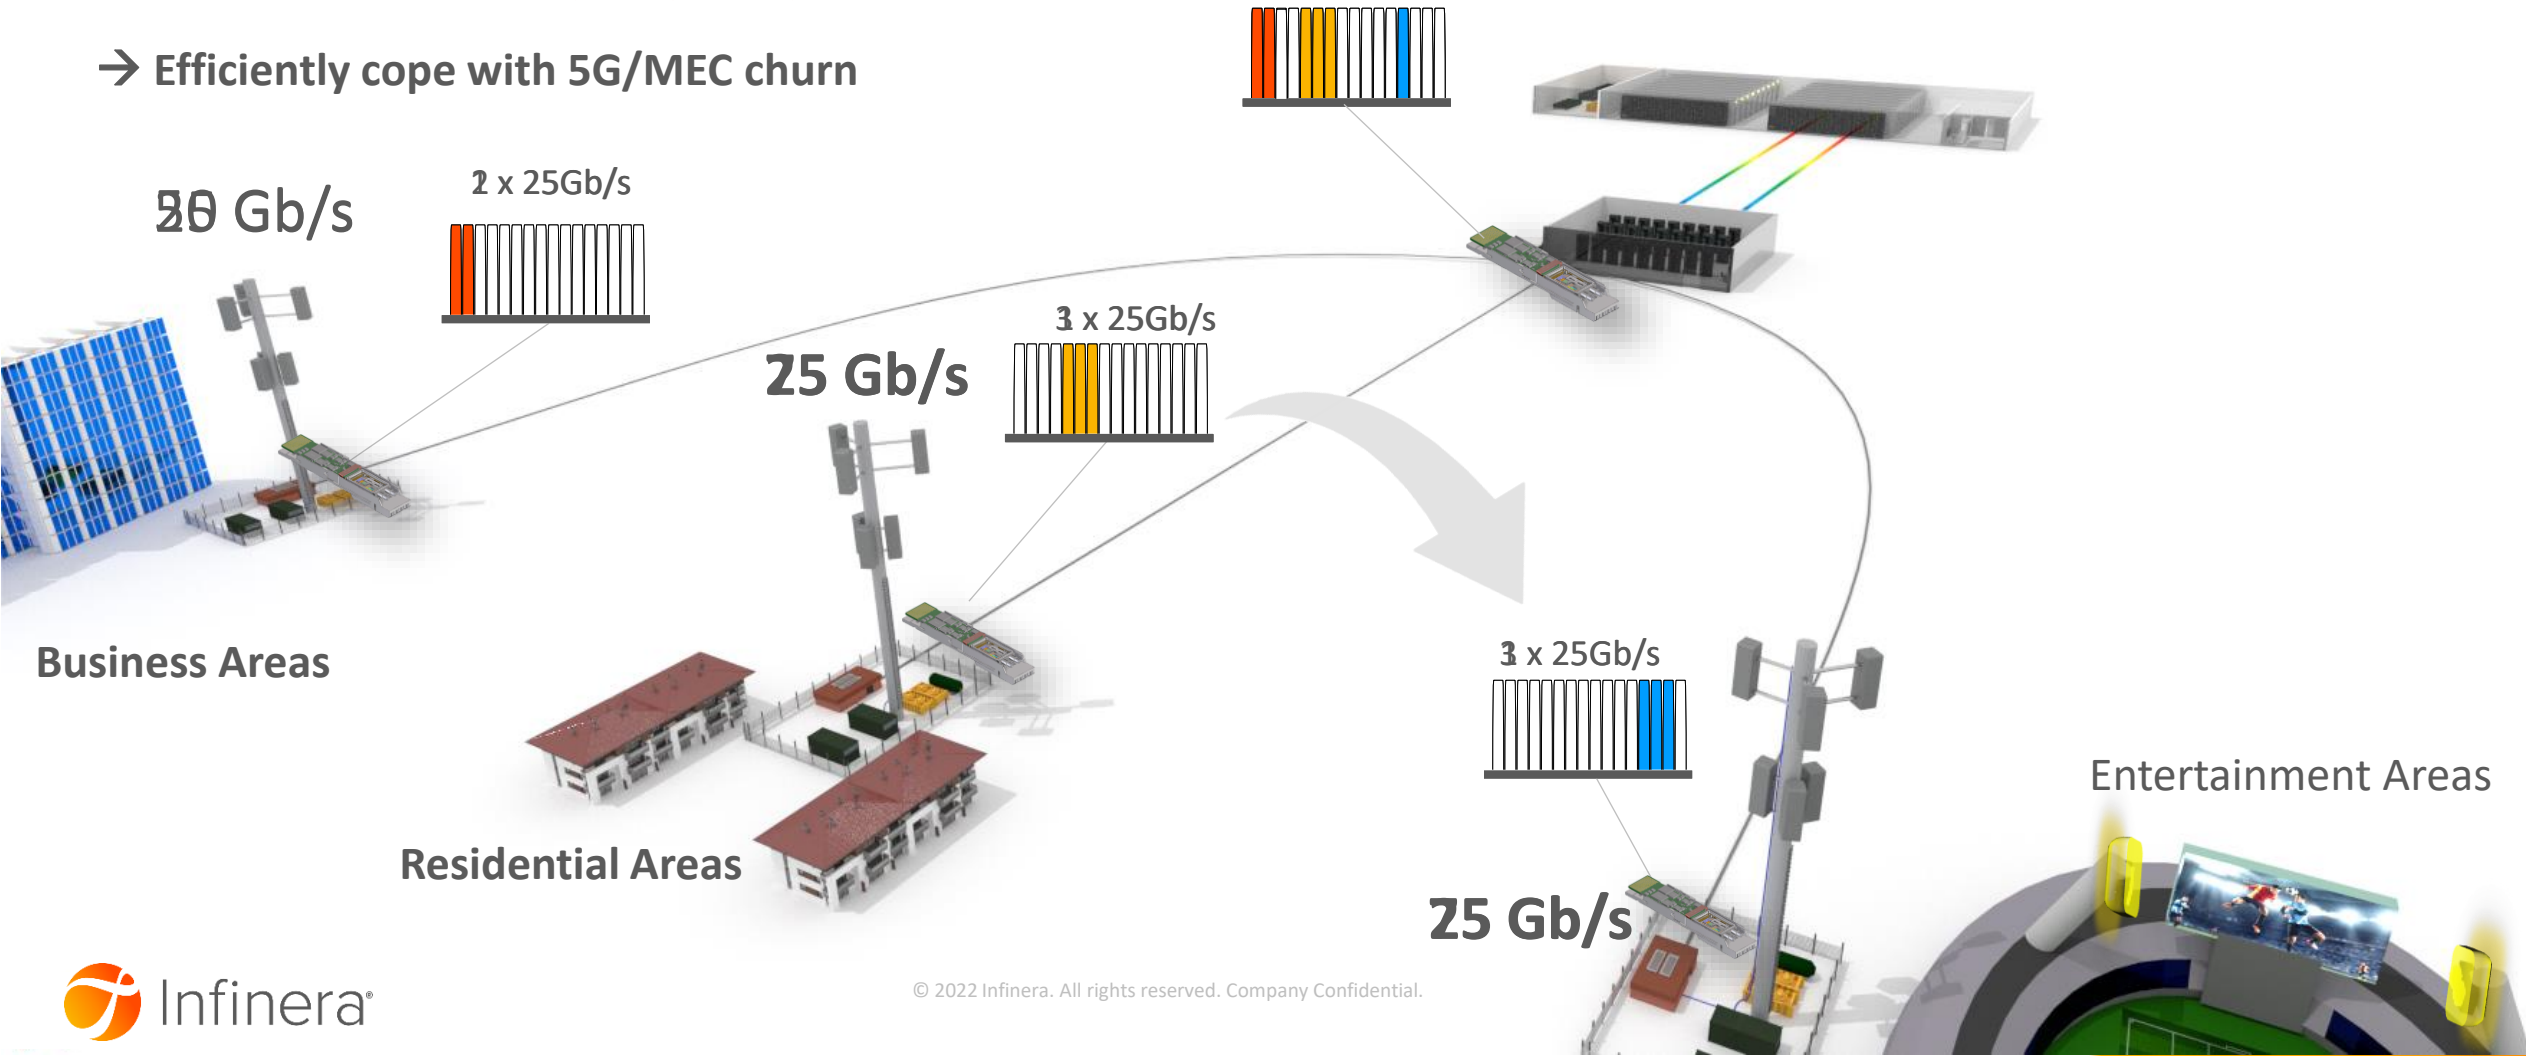 → Efficiently cope with 5G/MEC churn
x 25Gb/s
Gb/s
x 25Gb/s
Gb/s
Business Areas
x 25Gb/s
Entertainment Areas
Residential Areas
Gb/s
Infinera
© 2022 Infinera. All rights reserved. Company Confidential.